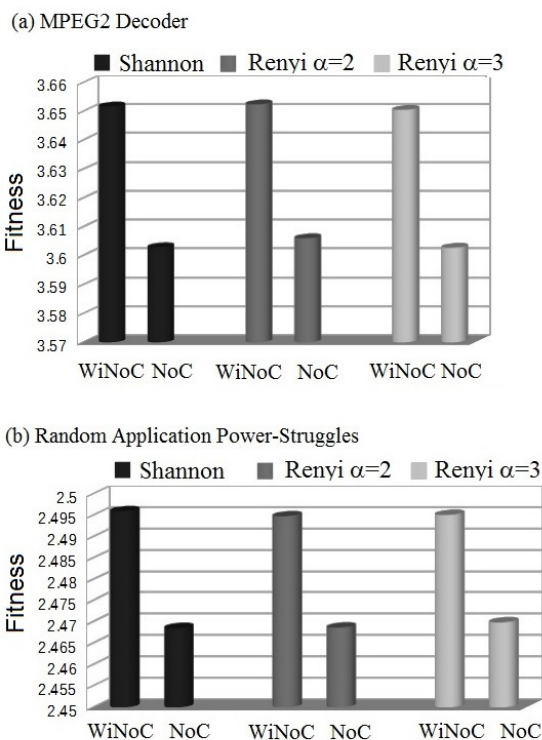 (a) MPEG2 Decoder
Shannon Renyi α=2 Renyi α=3
3.66
3.65
3.64
3.63
3.62
3.61
3.6
3.59
3.58
3.57
Fitness
WiNoC NoC WiNoC NoC WiNoC NoC
(b) Random Application Power-Struggles
Shannon Renyi α=2 Renyi α=3
2.5
2.495
2.49
2.485
2.48
2.475
2.47
2.465
2.46
2.455
2.45
Fitness
WiNoC NoC WiNoC NoC WiNoC NoC